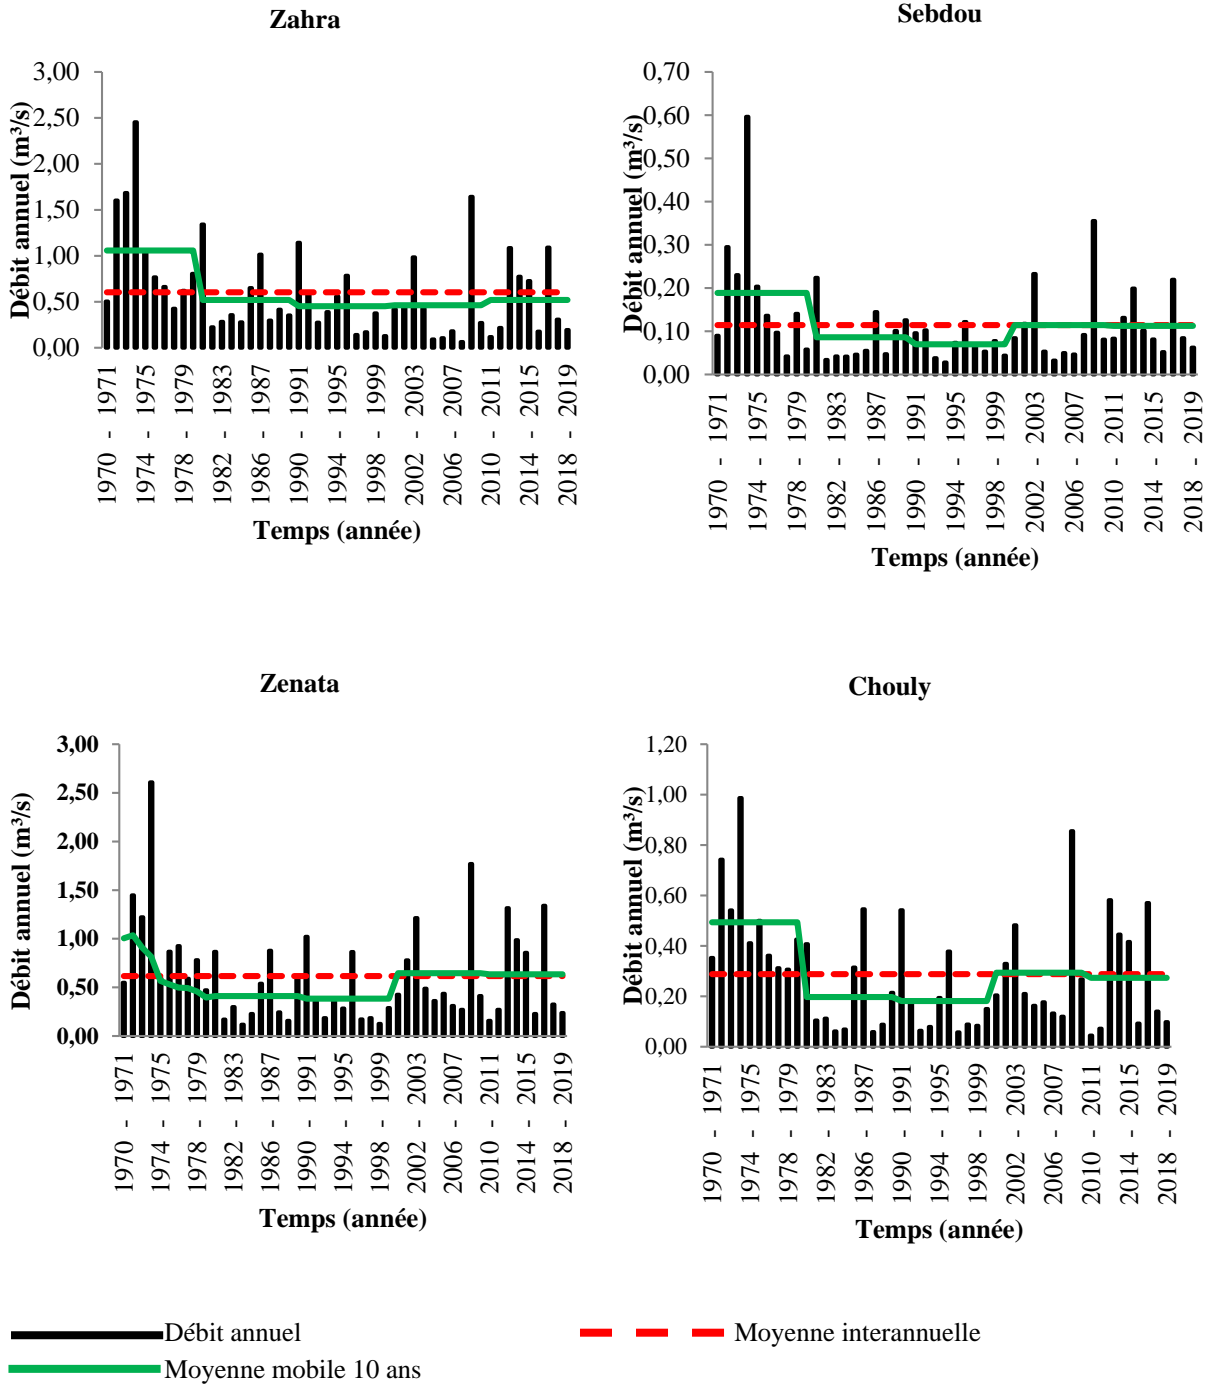 Zahra
Débit annuel (m³/s)
3,00
2,50
2,00
1,50
1,00
0,50
0,00
1970 - 1971
1974 - 1975
1978 - 1979
1982 - 1983
1986 - 1987
1990 - 1991
1994 - 1995
1998 - 1999
2002 - 2003
2006 - 2007
2010 - 2011
2014 - 2015
2018 - 2019
Temps (année)
Sebdou
Débit annuel (m³/s)
0,70
0,60
0,50
0,40
0,30
0,20
0,10
0,00
1970 - 1971
1974 - 1975
1978 - 1979
1982 - 1983
1986 - 1987
1990 - 1991
1994 - 1995
1998 - 1999
2002 - 2003
2006 - 2007
2010 - 2011
2014 - 2015
2018 - 2019
Temps (année)
Zenata
Débit annuel (m³/s)
3,00
2,50
2,00
1,50
1,00
0,50
0,00
1970 - 1971
1974 - 1975
1978 - 1979
1982 - 1983
1986 - 1987
1990 - 1991
1994 - 1995
1998 - 1999
2002 - 2003
2006 - 2007
2010 - 2011
2014 - 2015
2018 - 2019
Temps (année)
Chouly
Débit annuel (m³/s)
1,20
1,00
0,80
0,60
0,40
0,20
0,00
1970 - 1971
1974 - 1975
1978 - 1979
1982 - 1983
1986 - 1987
1990 - 1991
1994 - 1995
1998 - 1999
2002 - 2003
2006 - 2007
2010 - 2011
2014 - 2015
2018 - 2019
Temps (année)
Débit annuel
Moyenne interannuelle
Moyenne mobile 10 ans